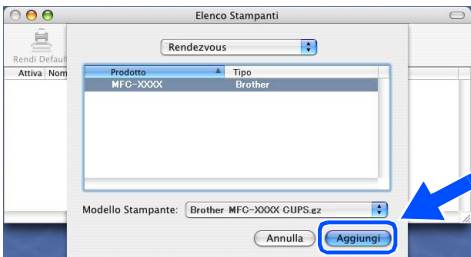 Elenco Stampanti
Rendezvous
Rendi Defaul
Attiva Nom
Prodotto Tipo
MFC-XXXX Brother
Modello Stampante: Brother MFC-XXXX CUPS.gz
Annulla Aggiungi